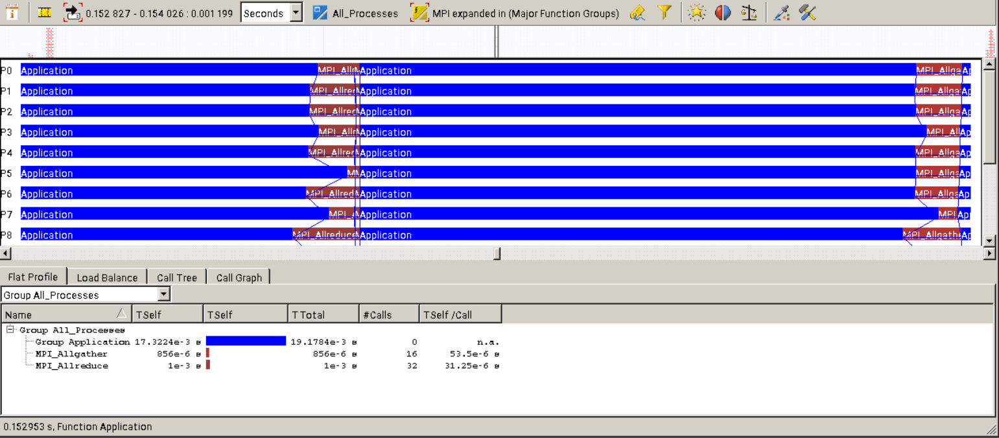 0.152 827 - 0.154 026 : 0.001 199 Seconds All_Processes MPI expanded in (Major Function Groups)
P0 Application MPI_Allr M Application MPI_Allga Ap
P1 Application MPI_Allred Application MPI_Allgat Ap
P2 Application MPI_Allred Application MPI_Allga Ap
P3 Application MPI_Allr Application MPI_All Ap
P4 Application MPI_Allred Application MPI_Allga Ap
P5 Application M Application MPI_Allga Ap
P6 Application MPI_Allred Application MPI_Allga Ap
P7 Application MPI_ Application MPI_ Ap
P8 Application MPI_Allreduce Application MPI_Allgathe Ap
Flat Profile Load Balance Call Tree Call Graph
Group All_Processes
Name TSelf TSelf TTotal #Calls TSelf /Call
Group All_Processes
Group Application 17.3224e-3 s 19.1784e-3 s 0 n.a.
MPI_Allgather 856e-6 s 856e-6 s 16 53.5e-6 s
MPI_Allreduce 1e-3 s 1e-3 s 32 31.25e-6 s
0.152953 s, Function Application